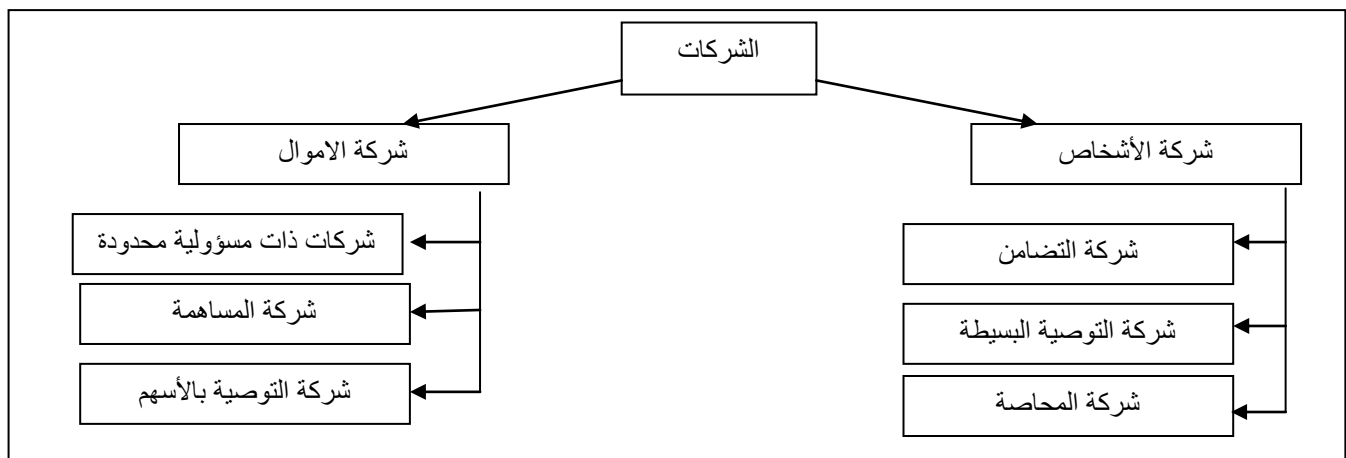 الشركات
شركة الأشخاص
شركة التضامن
شركة التوصية البسيطة
شركة المحاصة
شركة الاموال
شركات ذات مسؤولية محدودة
شركة المساهمة
شركة التوصية بالأسهم